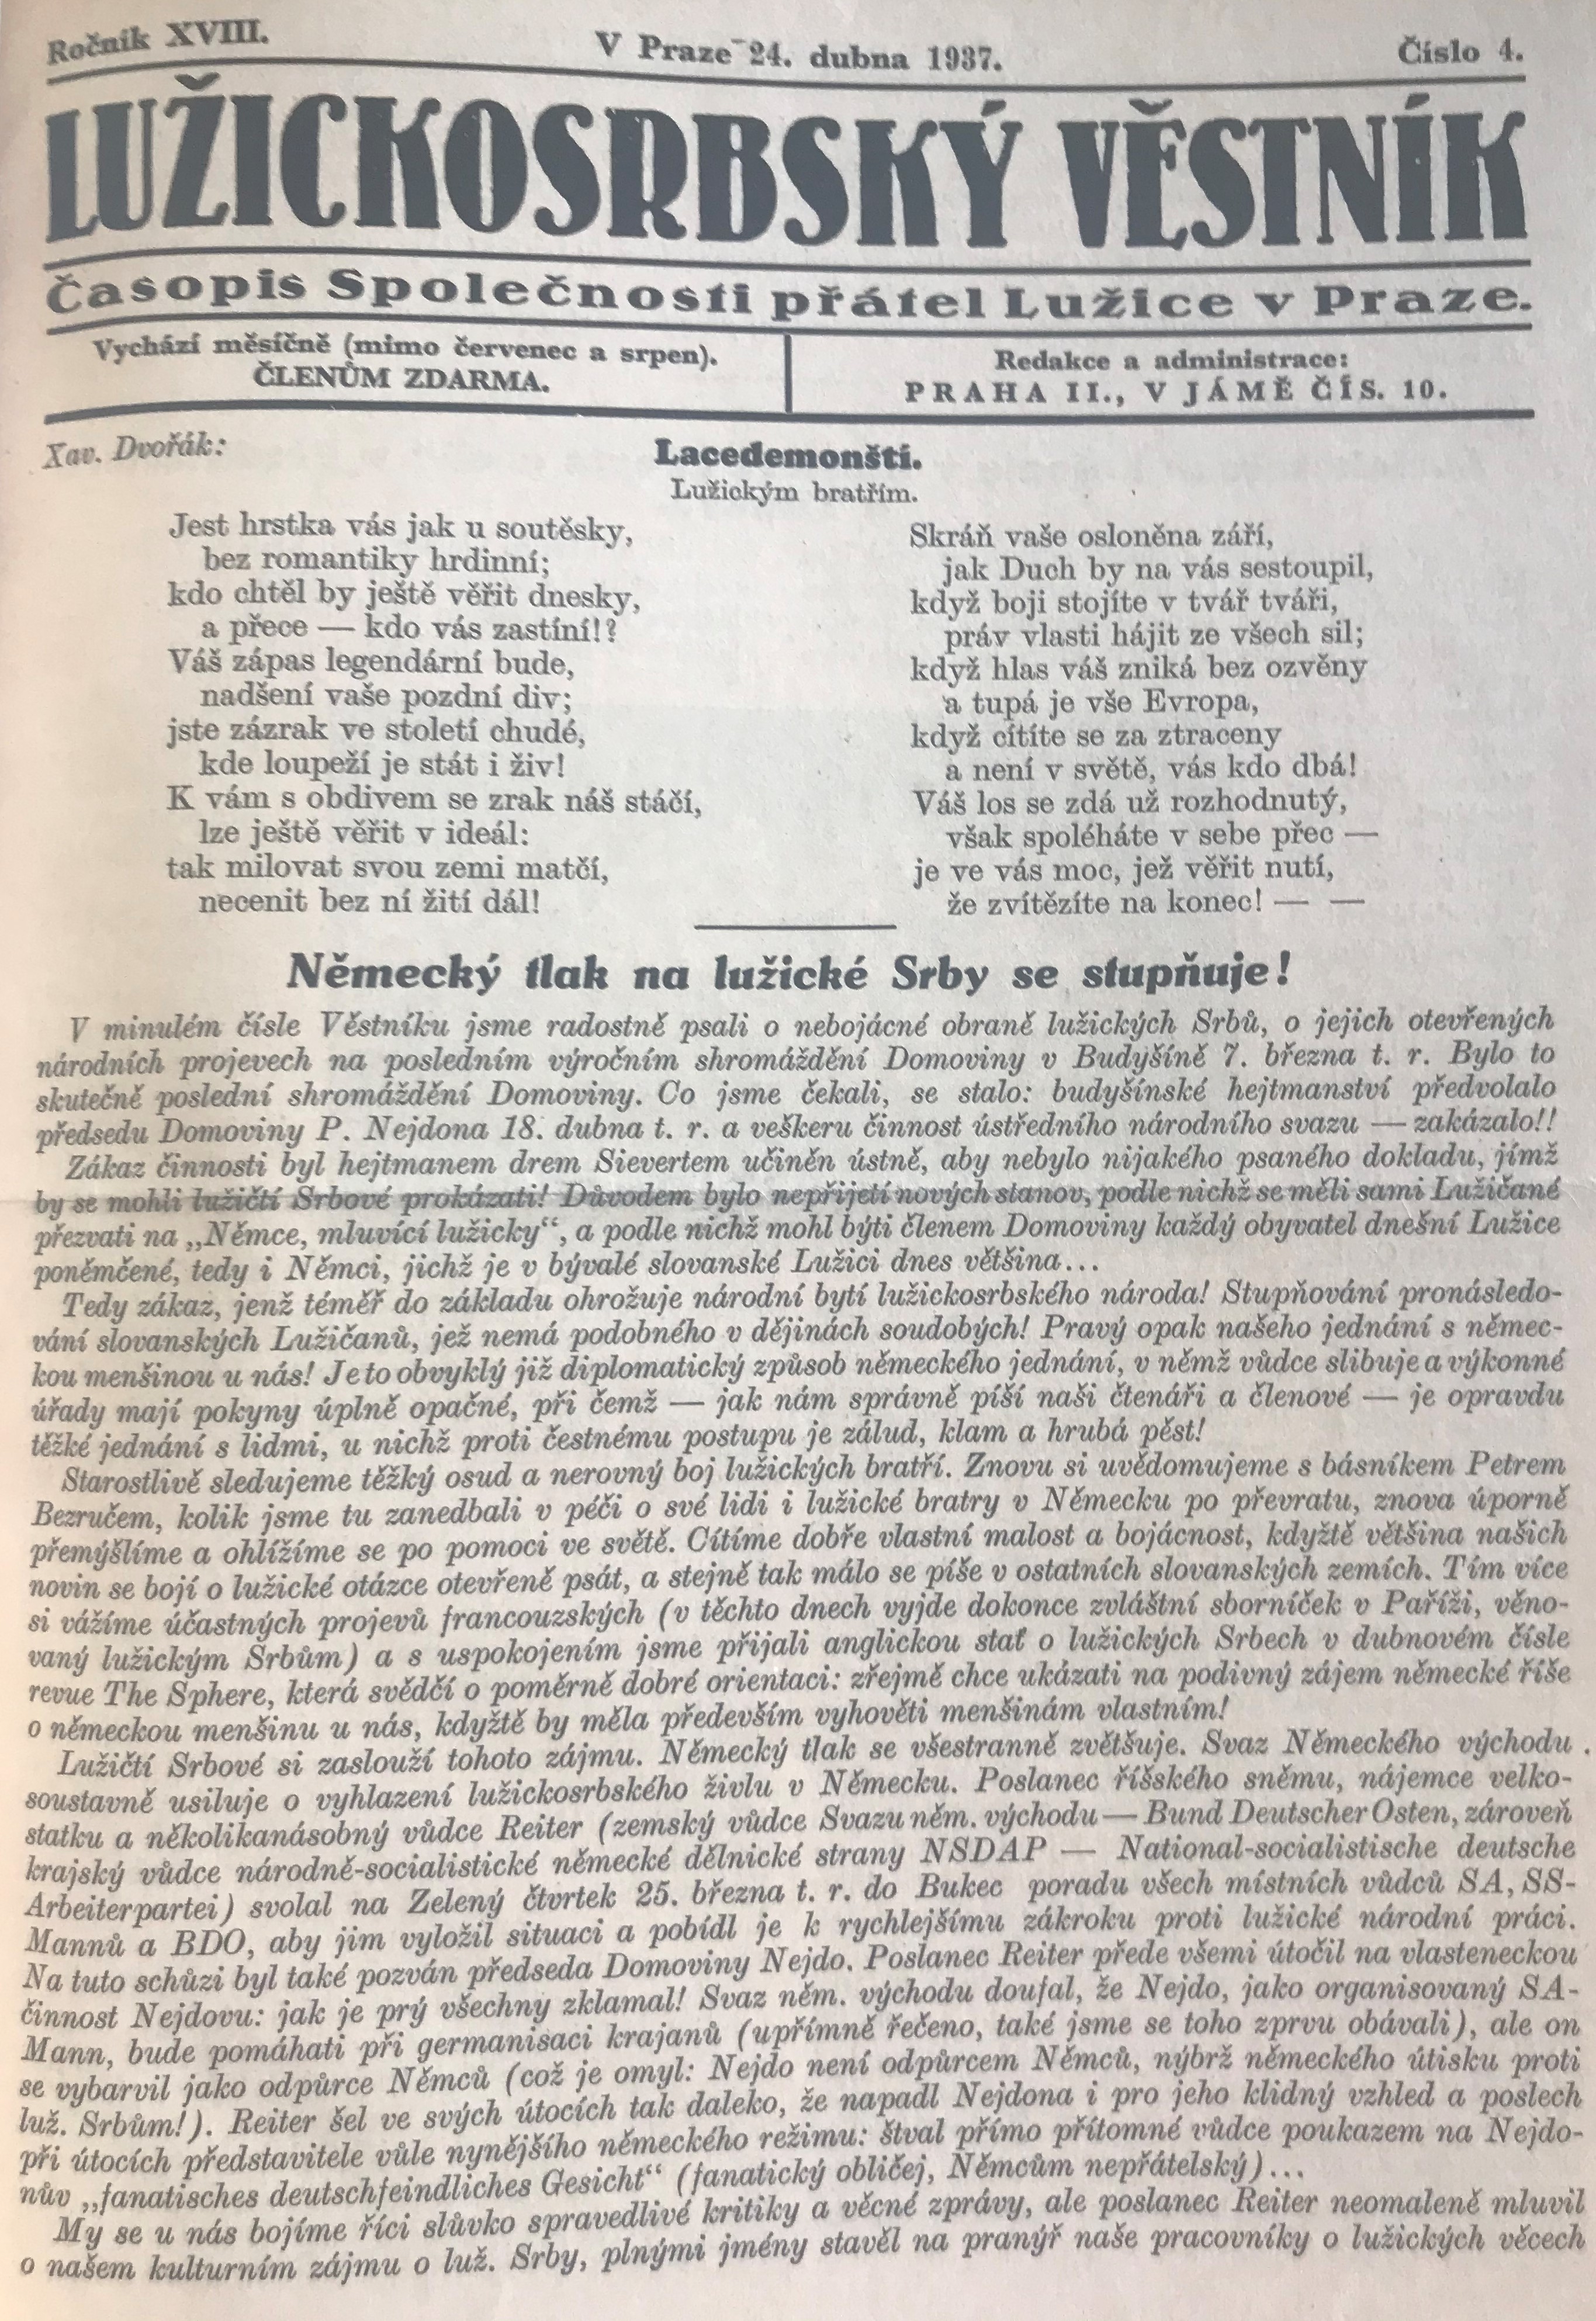 Ročník XVIII.
V Praze 24. dubna 1937.
Číslo 4.
LUŽICKOSRBSKÝ VĚSTNÍK
Časopis Společnosti přátel Lužice v Praze.
Vychází měsíčně (mimo červenec a srpen).
ČLENŮM ZDARMA.
Redakce a administrace:
PRAHA II., V JÁMĚ ČÍS. 10.
Xav. Dvořák:
Lacedemonští.
Lužickým bratřím.
Jest hrstka vás jak u soutěsky,
bez romantiky hrdinní;
kdo chtěl by ještě věřit dnesky,
a přece — kdo vás zastíní!?
Váš zápas legendární bude,
nadšení vaše pozdní div;
jste zázrak ve století chudé,
kde loupeží je stát i živ!
K vám s obdivem se zrak náš stáčí,
lze ještě věřit v ideál:
tak milovat svou zemi matčí,
necenit bez ní žití dál!
Skráň vaše osloněna září,
jak Duch by na vás sestoupil,
když boji stojíte v tvář tváři,
práv vlasti hájit ze všech sil;
když hlas váš zniká bez ozvěny
a tupá je vše Evropa,
když cítíte se za ztraceny
a není v světě, vás kdo dbá!
Váš los se zdá už rozhodnutý,
však spoléháte v sebe přec —
je ve vás moc, jež věřit nutí,
že zvítězíte na konec! — —
Německý tlak na lužické Srby se stupňuje!
V minulém čísle Věstníku jsme radostně psali o nebojácné obraně lužických Srbů, o jejich otevřených
národních projevech na posledním výročním shromáždění Domoviny v Budyšíně 7. března t. r. Bylo to
skutečně poslední shromáždění Domoviny. Co jsme čekali, se stalo: budyšínské hejtmanství předvolalo
předsedu Domoviny P. Nejdona 18. dubna t. r. a veškeru činnost ústředního národního svazu — zakázalo!!
Zákaz činnosti byl hejtmanem drem Sievertem učiněn ústně, aby nebylo nijakého psaného dokladu, jímž
by se mohli lužičtí Srbové prokázati! Důvodem bylo nepřijetí nových stanov, podle nichž se měli sami Lužičané
přezvati na „Němce, mluvící lužicky“, a podle nichž mohl býti členem Domoviny každý obyvatel dnešní Lužice
poněmčené, tedy i Němci, jichž je v bývalé slovanské Lužici dnes většina...
Tedy zákaz, jenž téměř do základu ohrožuje národní bytí lužickosrbského národa! Stupňování pronásledo-
vání slovanských Lužičanů, jež nemá podobného v dějinách soudobých! Pravý opak našeho jednání s němec-
kou menšinou u nás! Je to obvyklý již diplomatický způsob německého jednání, v němž vůdce slibuje a výkonné
úřady mají pokyny úplně opačné, při čemž — jak nám správně píší naši čtenáři a členové — je opravdu
těžké jednání s lidmi, u nichž proti čestnému postupu je zálud, klam a hrubá pěst!
Starostlivě sledujeme těžký osud a nerovný boj lužických bratří. Znovu si uvědomujeme s básníkem Petrem
Bezručem, kolik jsme tu zanedbali v péči o své lidi i lužické bratry v Německu po převratu, znova úporně
přemýšlíme a ohlížíme se po pomoci ve světě. Cítíme dobře vlastní malost a bojácnost, kdyžtě většina našich
novin se bojí o lužické otázce otevřeně psát, a stejně tak málo se píše v ostatních slovanských zemích. Tím více
si vážíme účastných projevů francouzských (v těchto dnech vyjde dokonce zvláštní sborníček v Paříži, věno-
vaný lužickým Srbům) a s uspokojením jsme přijali anglickou stať o lužických Srbech v dubnovém čísle
revue The Sphere, která svědčí o poměrně dobré orientaci: zřejmě chce ukázati na podivný zájem německé říše
o německou menšinu u nás, kdyžtě by měla především vyhověti menšinám vlastním!
Lužičtí Srbové si zaslouží tohoto zájmu. Německý tlak se všestranně zvětšuje. Svaz Německého východu
soustavně usiluje o vyhlazení lužickosrbského živlu v Německu. Poslanec říšského sněmu, nájemce velko-
statku a několikanásobný vůdce Reiter (zemský vůdce Svazu něm. východu — Bund Deutscher Osten, zároveň
krajský vůdce národně-socialistické německé dělnické strany NSDAP — National-socialistische deutsche
Arbeiterpartei) svolal na Zelený čtvrtek 25. března t. r. do Bukec poradu všech místních vůdců SA, SS-
Mannů a BDO, aby jim vyložil situaci a pobídl je k rychlejšímu zákroku proti lužické národní práci.
Na tuto schůzi byl také pozván předseda Domoviny Nejdo. Poslanec Reiter přede všemi útočil na vlasteneckou
činnost Nejdovu: jak je prý všechny zklamal! Svaz něm. východu doufal, že Nejdo, jako organisovaný SA-
Mann, bude pomáhati při germanisaci krajanů (upřímně řečeno, také jsme se toho zprvu obávali), ale on
se vybarvil jako odpůrce Němců (což je omyl: Nejdo není odpůrcem Němců, nýbrž německého útisku proti
luž. Srbům!). Reiter šel ve svých útocích tak daleko, že napadl Nejdona i pro jeho klidný vzhled a poslech
při útocích představitele vůle nynějšího německého režimu: štval přímo přítomné vůdce poukazem na Nejdo-
nův „fanatisches deutschfeindliches Gesicht“ (fanatický obličej, Němcům nepřátelský)...
My se u nás bojíme říci slůvko spravedlivé kritiky a věcné zprávy, ale poslanec Reiter neomaleně mluvil
o našem kulturním zájmu o luž. Srby, plnými jmény stavěl na pranýř naše pracovníky o lužických věcech